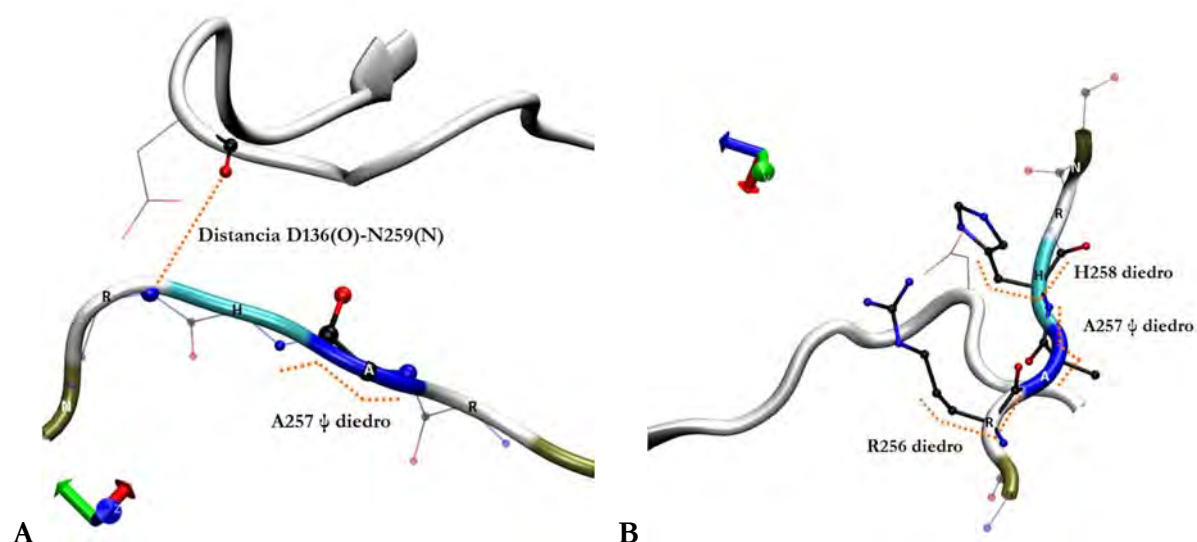 Distancia D136(O)-N259(N)
R
H
A
R
N
A257 ψ diedro
A
N
R
H
H258 diedro
A257 ψ diedro
A
R
R256 diedro
B